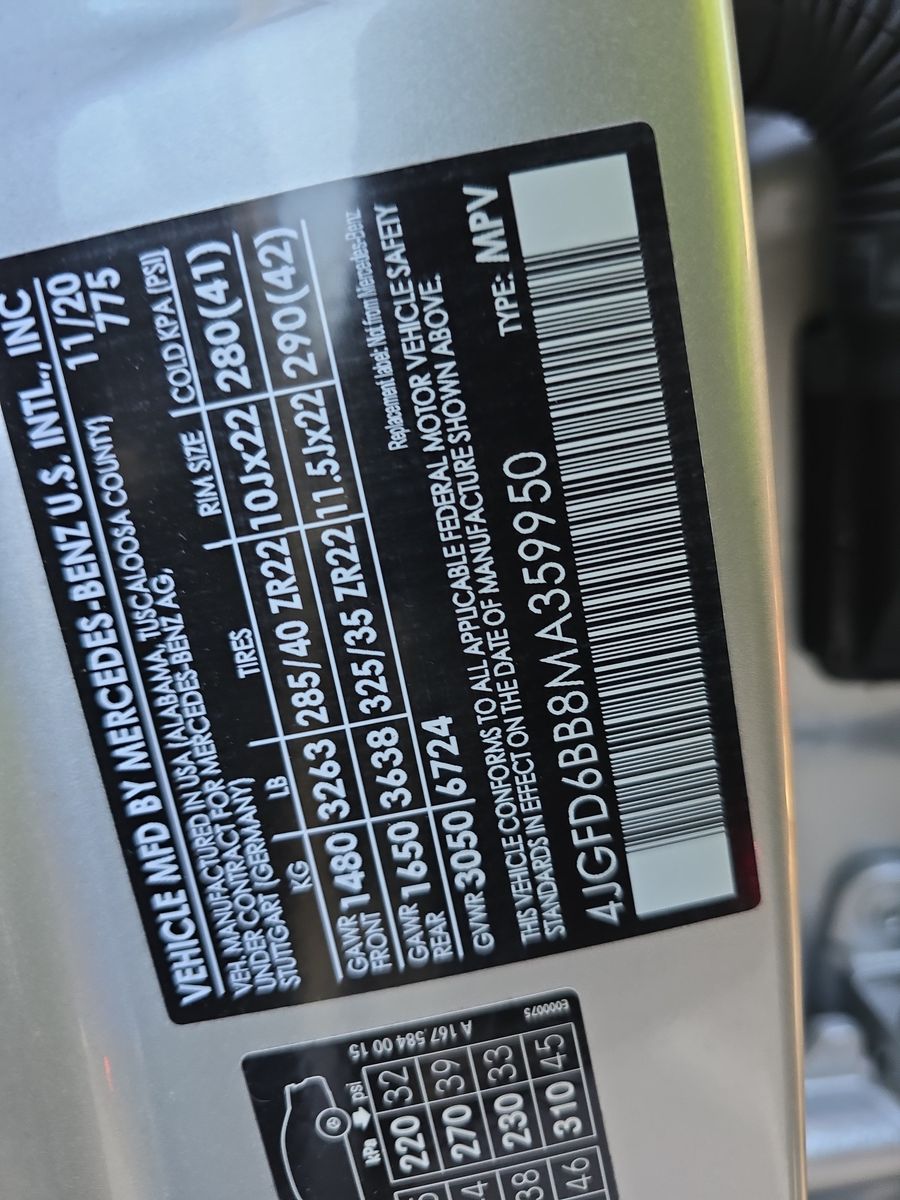 VEHICLE MFD BY MERCEDES-BENZ U.S. INTL., INC
VEH. MANUFACTURED IN USA (ALABAMA, TUSCALOOSA COUNTY) 11/20
UNDER CONTRACT FOR MERCEDES-BENZ AG, 775
STUTTGART (GERMANY)
KG LB TIRES RIM SIZE COLD KPA (PSI)
GAWR FRONT 1480 3263 285/40 ZR22 10Jx22 280(41)
GAWR REAR 1650 3638 325/35 ZR22 11.5Jx22 290(42)
GVWR 3050 6724
Replacement label: Not from Mercedes-Benz
THIS VEHICLE CONFORMS TO ALL APPLICABLE FEDERAL MOTOR VEHICLE SAFETY
STANDARDS IN EFFECT ON THE DATE OF MANUFACTURE SHOWN ABOVE.
4JGFD6BB8MA359950 TYPE: MPV
A 167 584 00 15 E000075
kPa psi
220 32
270 39
230 33 38
310 45 46